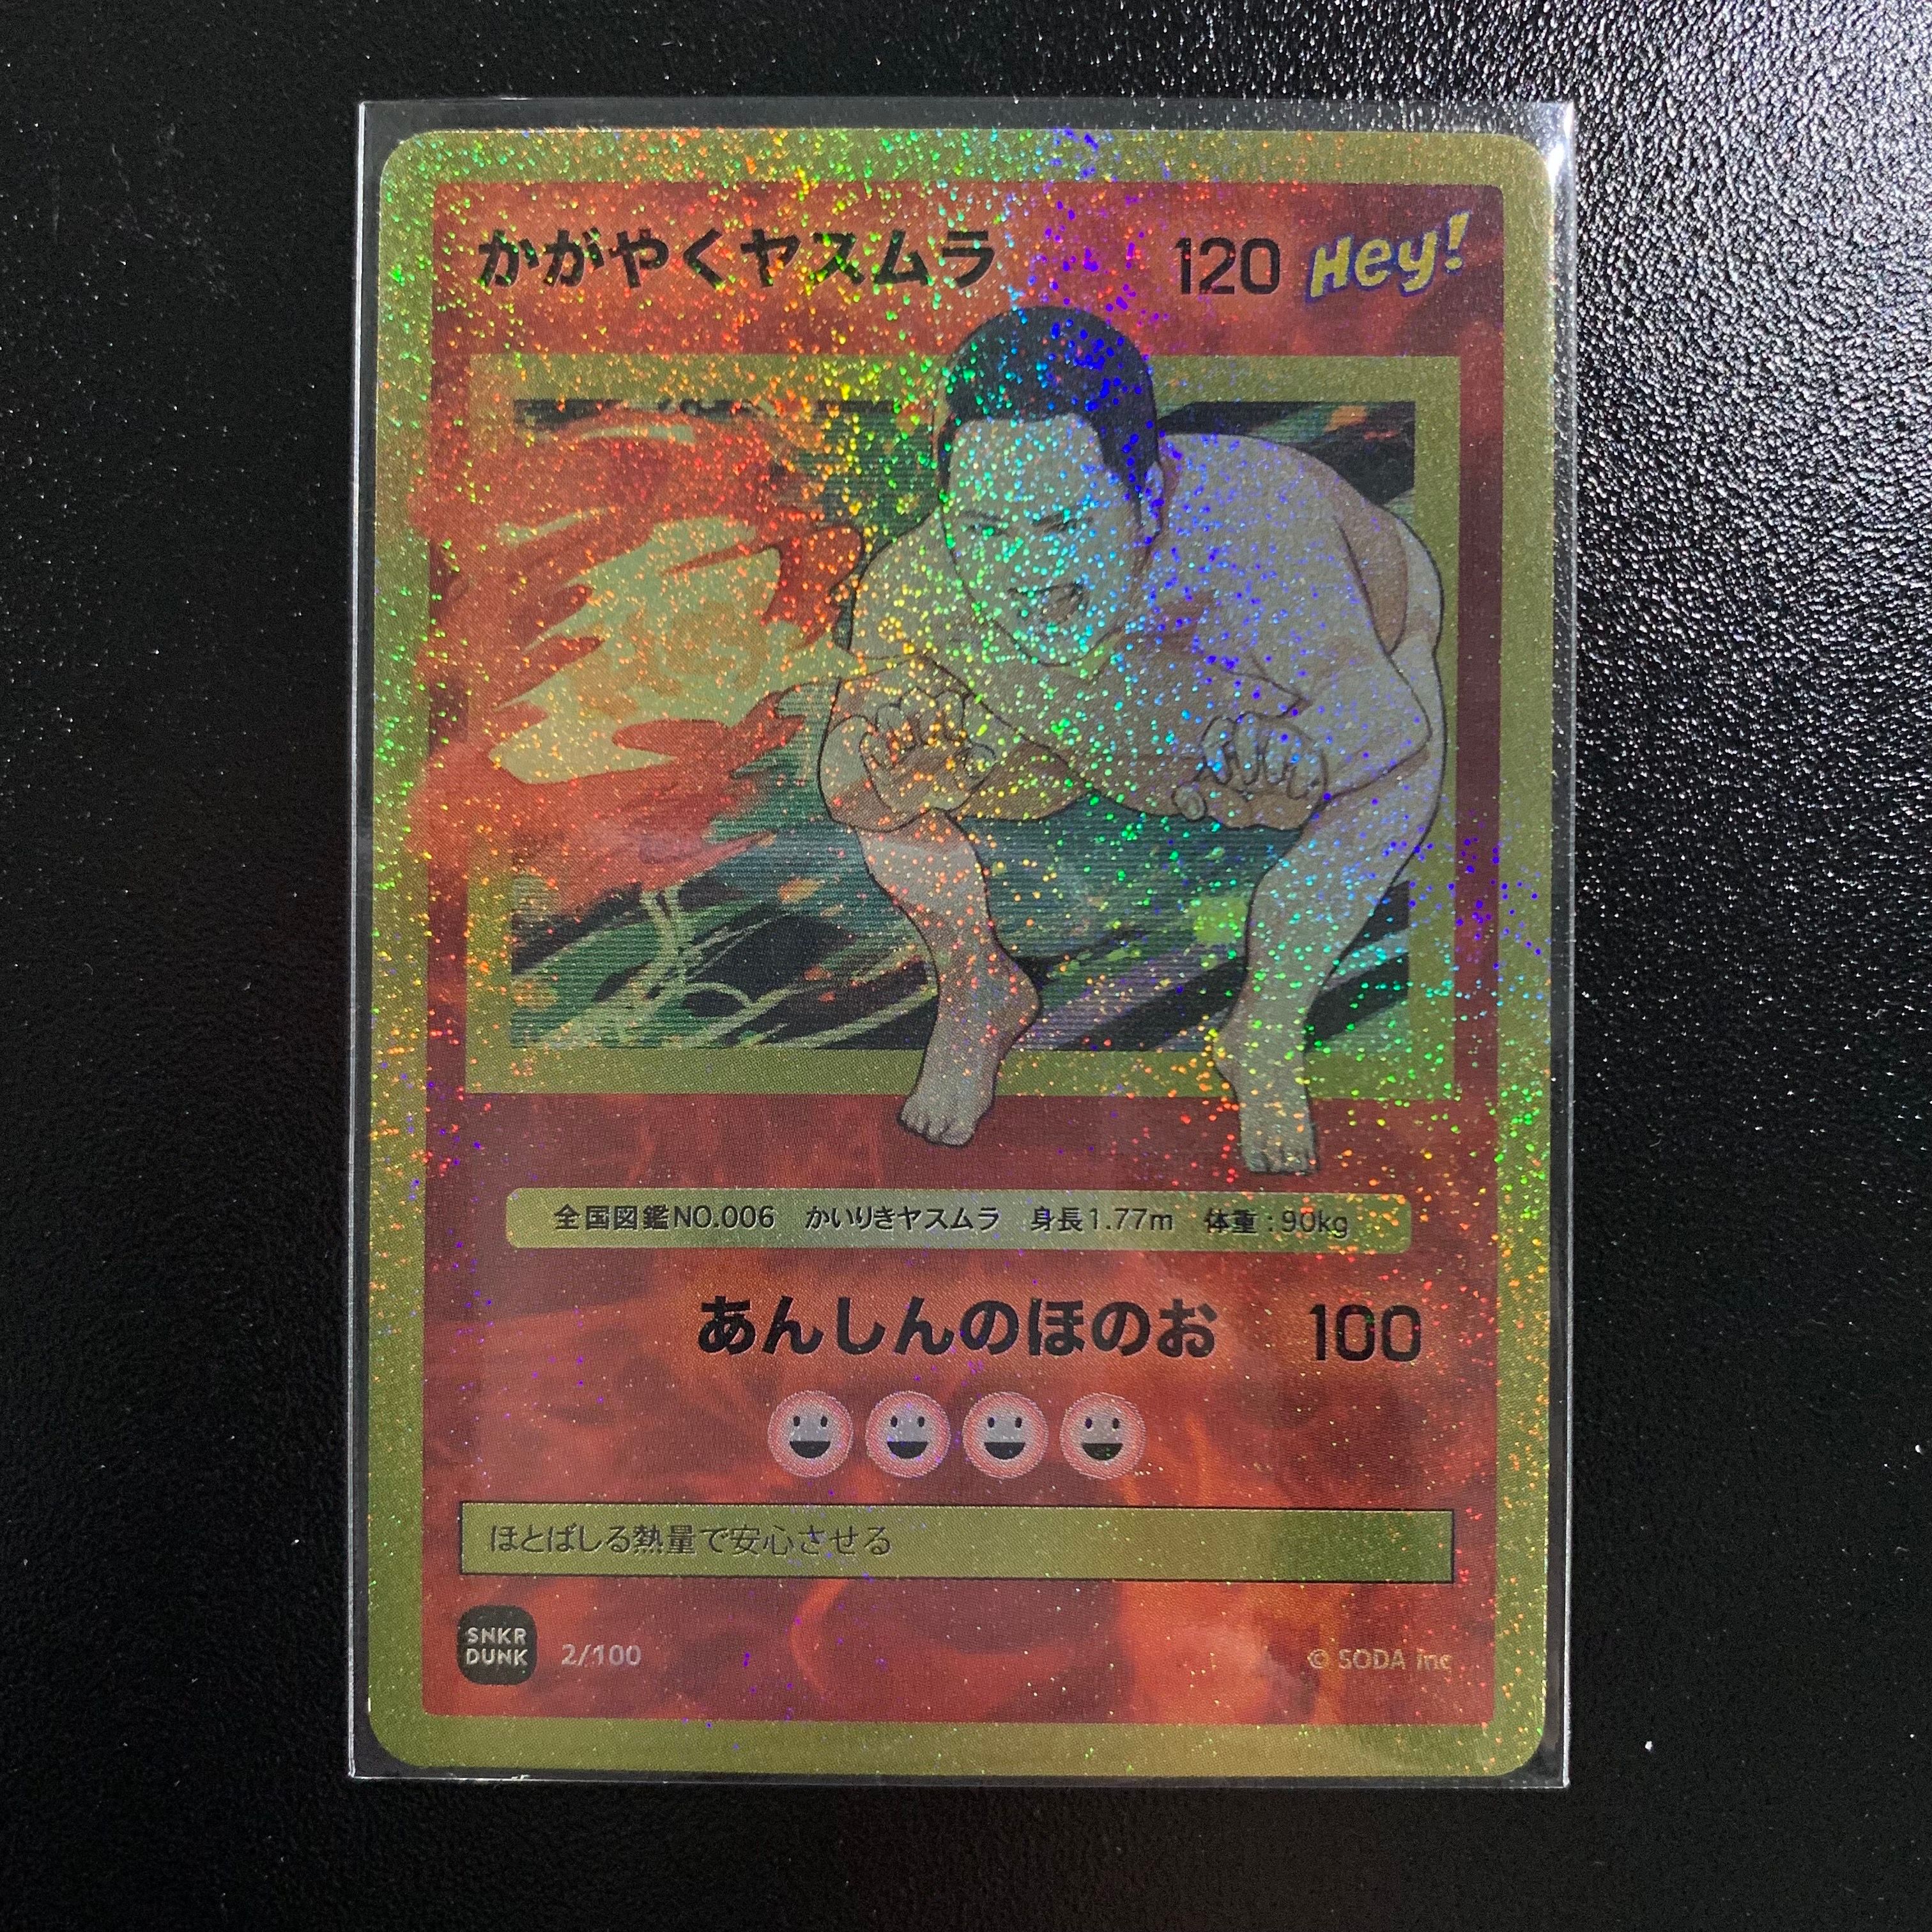 かがやくヤスムラ 120 Hey!
全国図鑑NO.006 かいりきヤスムラ 身長1.77m 体重:90kg
あんしんのほのお 100
ほとばしる熱量で安心させる
SNKR
DUNK
2/100
© SODA inc